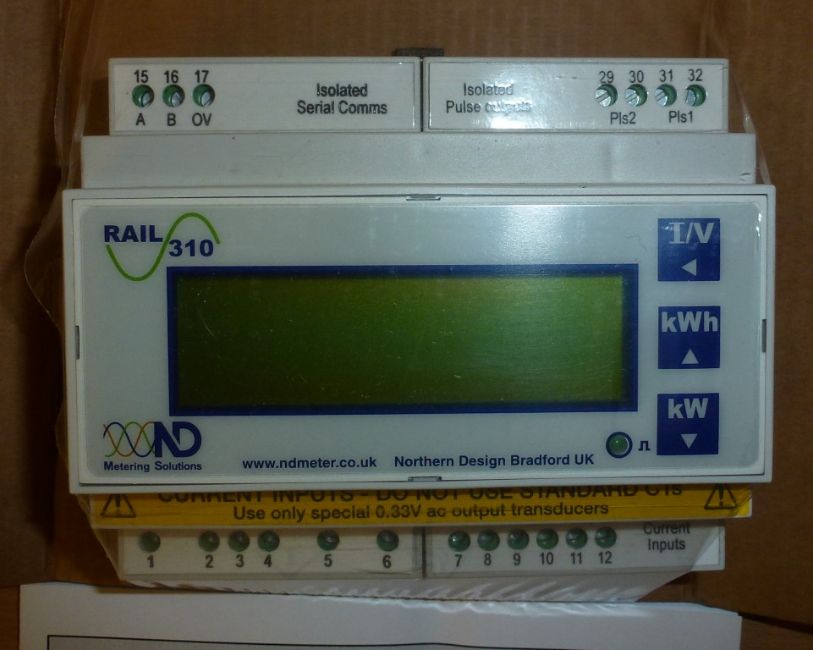 15 16 17
A B OV
Isolated
Serial Comms
Isolated
Pulse outputs
29 30 31 32
Pls2 Pls1
RAIL
310
I/V
kWh
kW
ND
Metering Solutions
www.ndmeter.co.uk Northern Design Bradford UK
CURRENT INPUTS - DO NOT USE STANDARD CTs
Use only special 0.33V ac output transducers
1 2 3 4 5 6 7 8 9 10 11 12
Current
Inputs